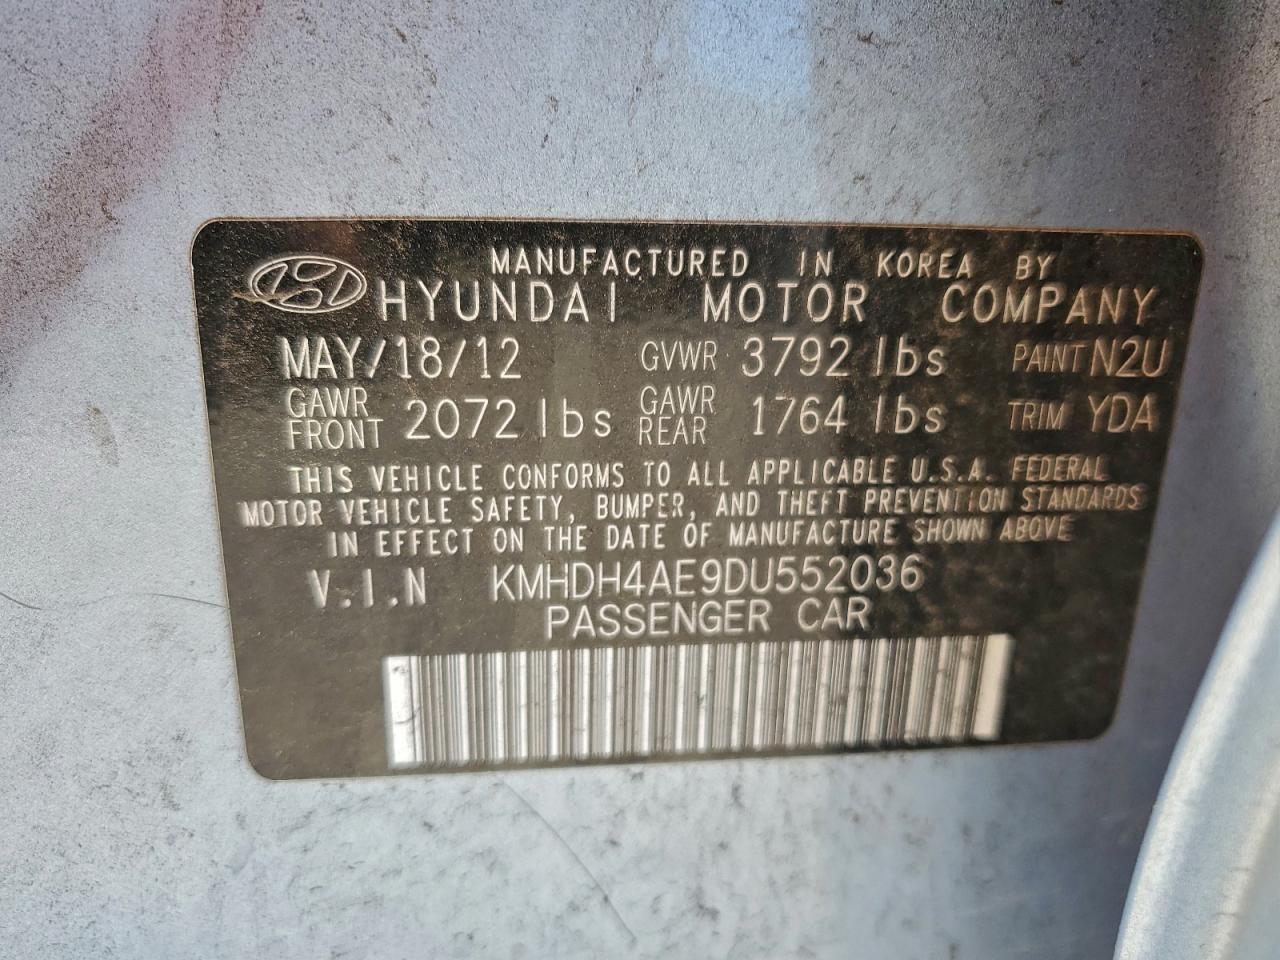 MANUFACTURED IN KOREA BY
HYUNDAI MOTOR COMPANY
MAY/18/12 GVWR 3792 lbs PAINT N2U
GAWR FRONT 2072 lbs GAWR REAR 1764 lbs TRIM YDA
THIS VEHICLE CONFORMS TO ALL APPLICABLE U.S.A. FEDERAL
MOTOR VEHICLE SAFETY, BUMPER, AND THEFT PREVENTION STANDARDS
IN EFFECT ON THE DATE OF MANUFACTURE SHOWN ABOVE
V.I.N KMHDH4AE9DU552036
PASSENGER CAR